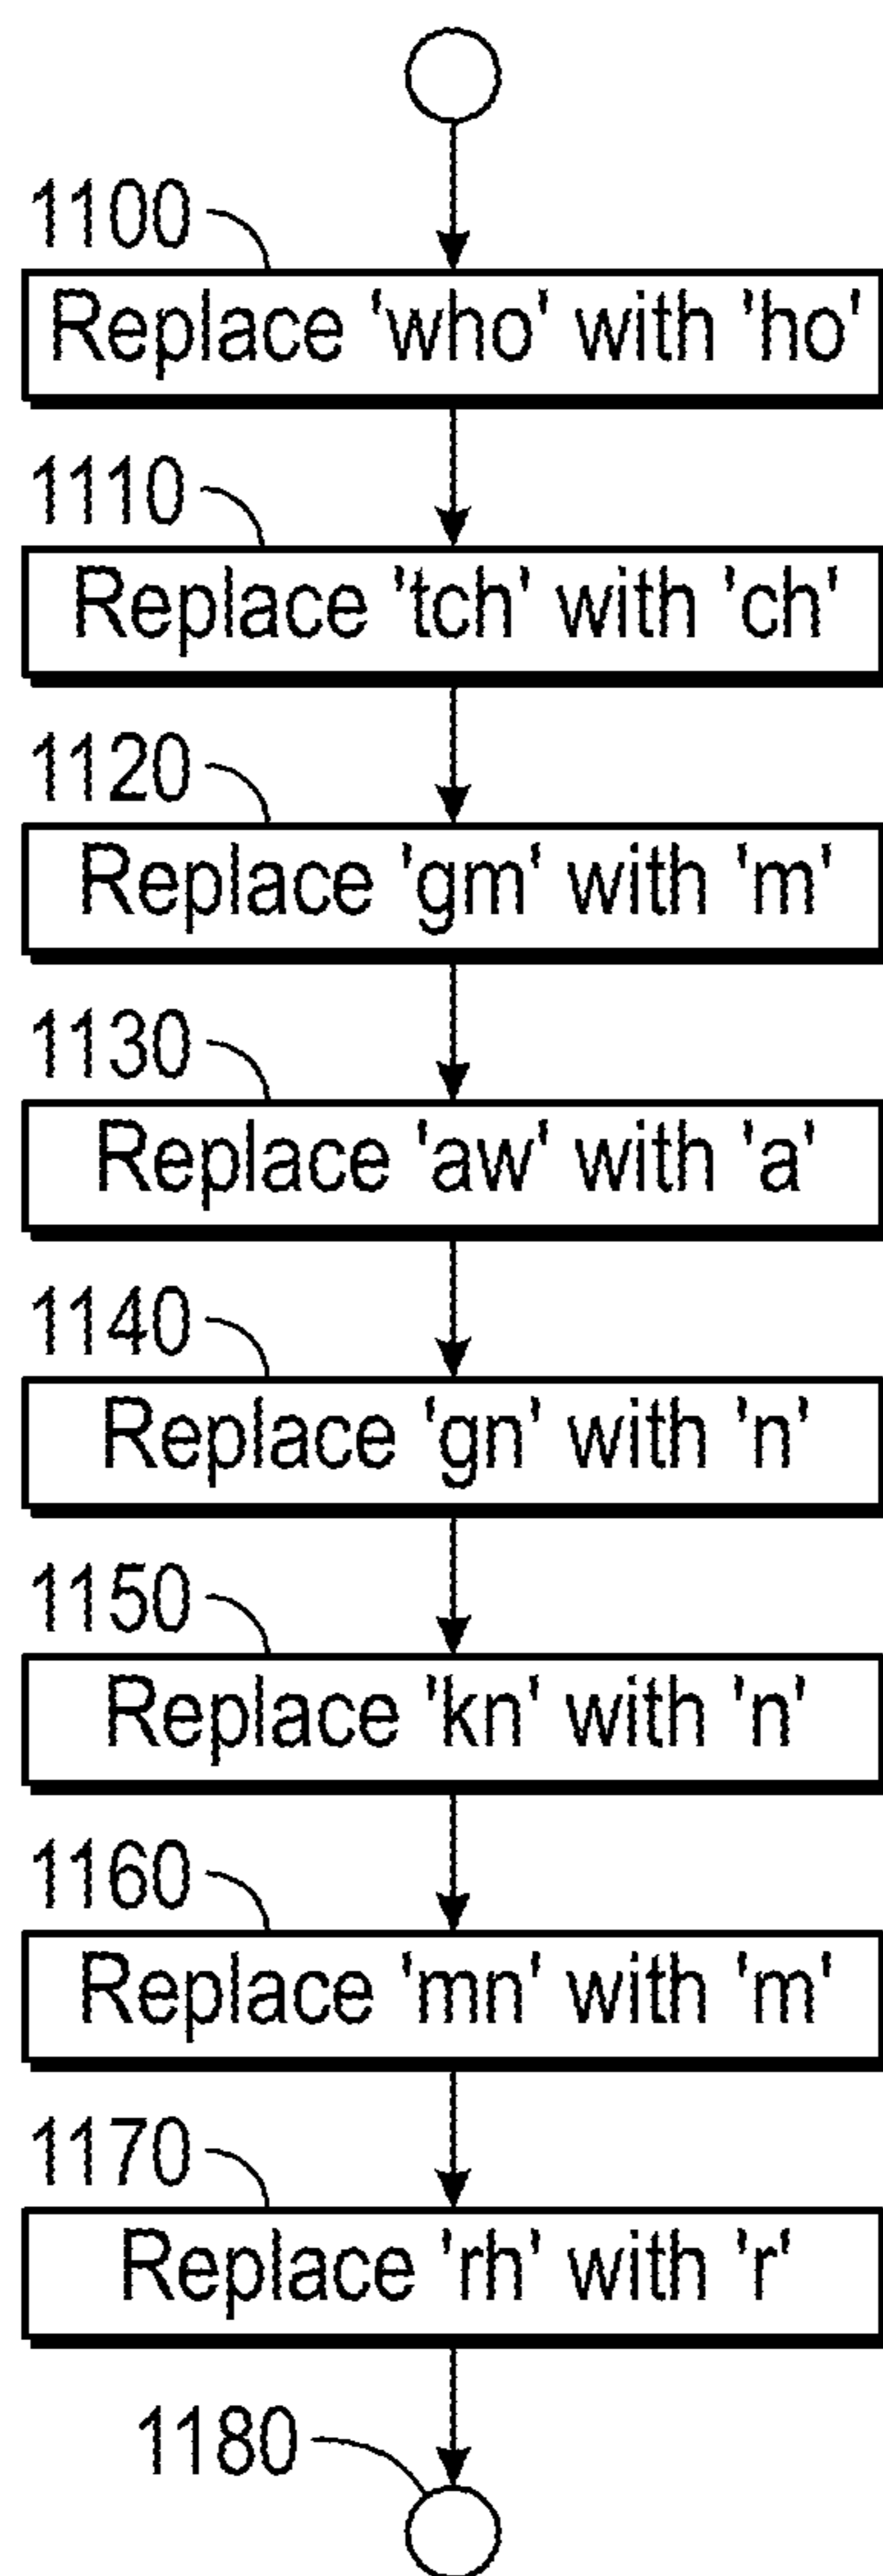 1100
Replace 'who' with 'ho'
1110
Replace 'tch' with 'ch'
1120
Replace 'gm' with 'm'
1130
Replace 'aw' with 'a'
1140
Replace 'gn' with 'n'
1150
Replace 'kn' with 'n'
1160
Replace 'mn' with 'm'
1170
Replace 'rh' with 'r'
1180